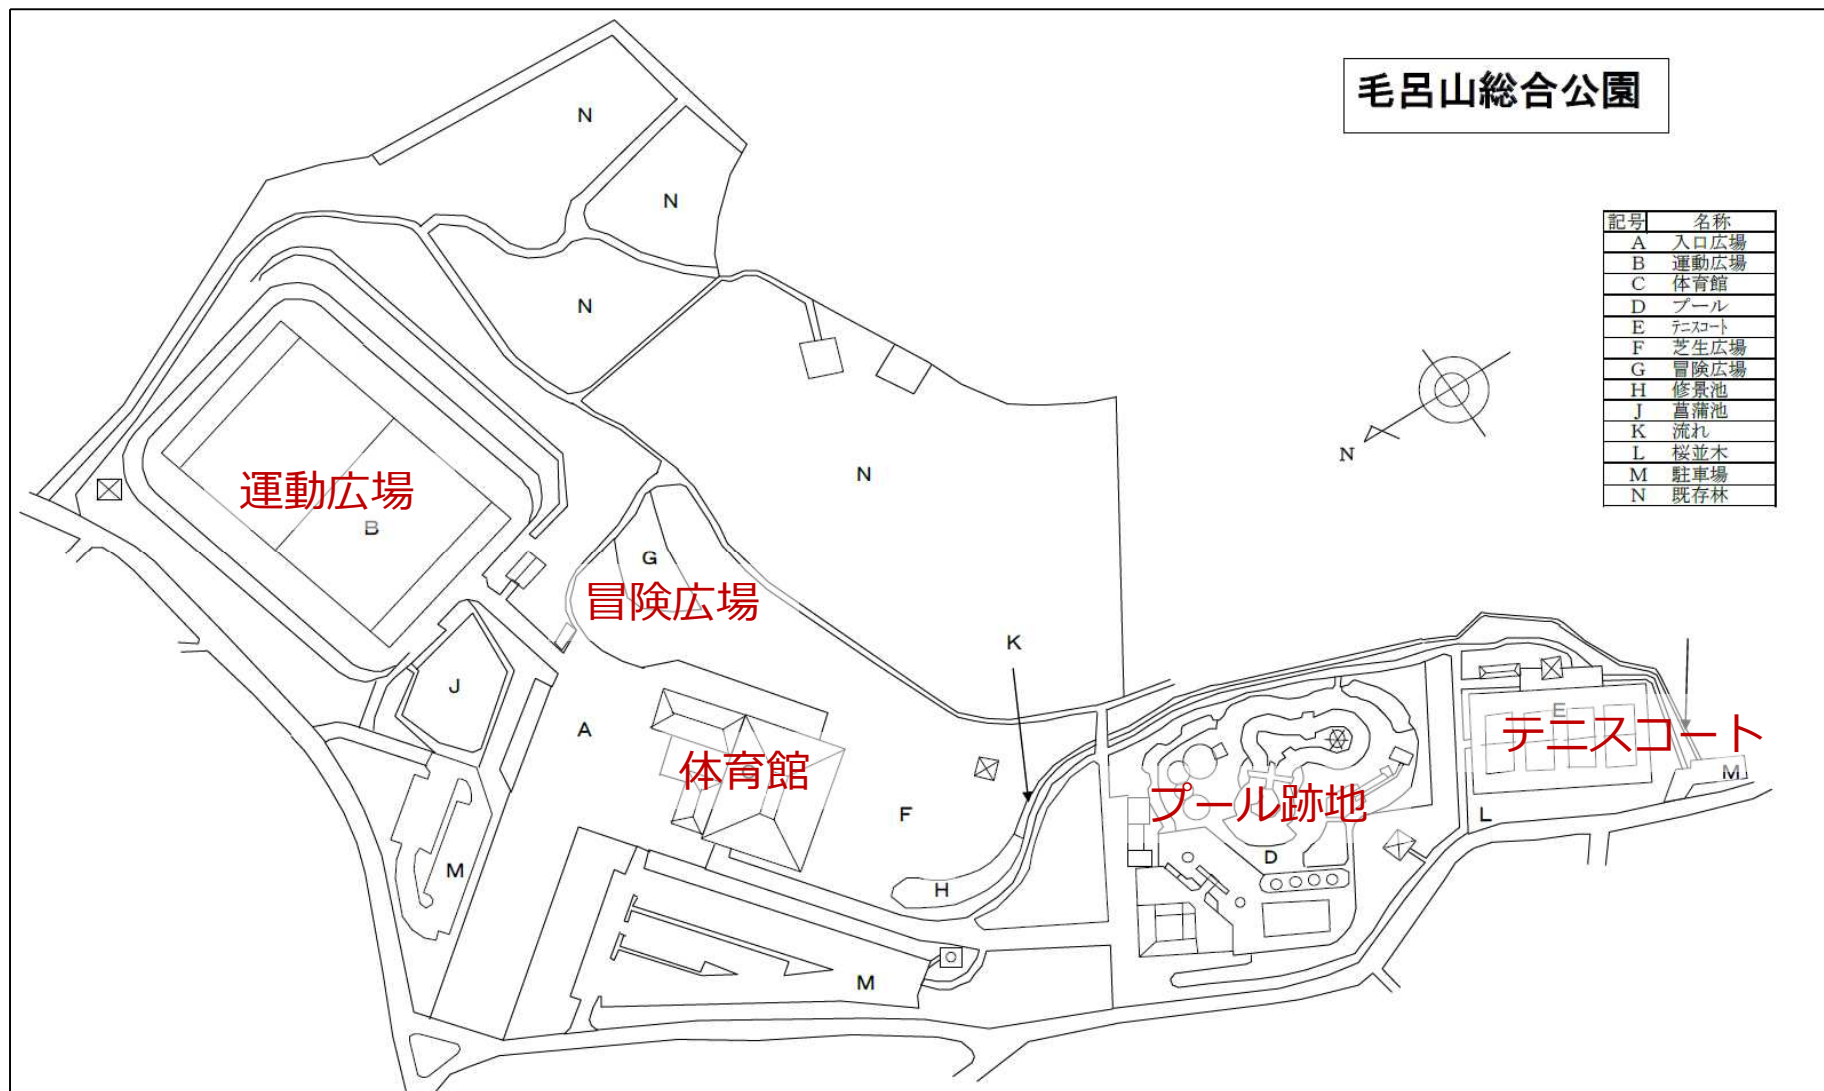 毛呂山総合公園
記号 名称
A 入口広場
B 運動広場
C 体育館
D プール
E テニスコート
F 芝生広場
G 冒険広場
H 修景池
J 菖蒲池
K 流れ
L 桜並木
M 駐車場
N 既存林
N
N
N
N
N
運動広場
B
G
冒険広場
K
J
A
体育館
C
F
E
テニスコート
M
プール跡地
L
D
M
H
M